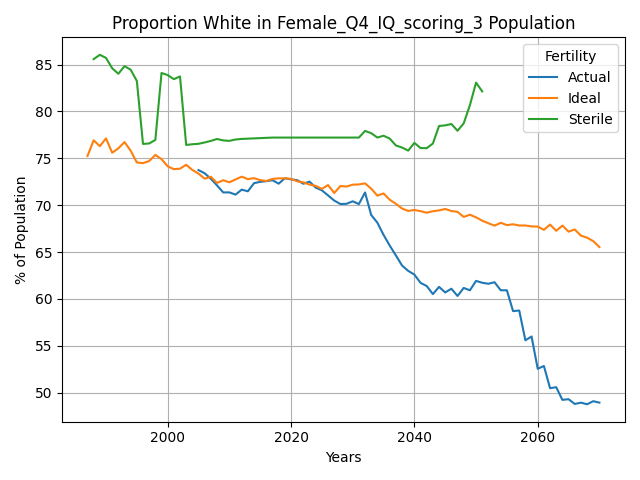 Proportion White in Female_Q4_IQ_scoring_3 Population
Fertility
Actual
Ideal
Sterile
% of Population
85
80
75
70
65
60
55
50
2000
2020
2040
2060
Years